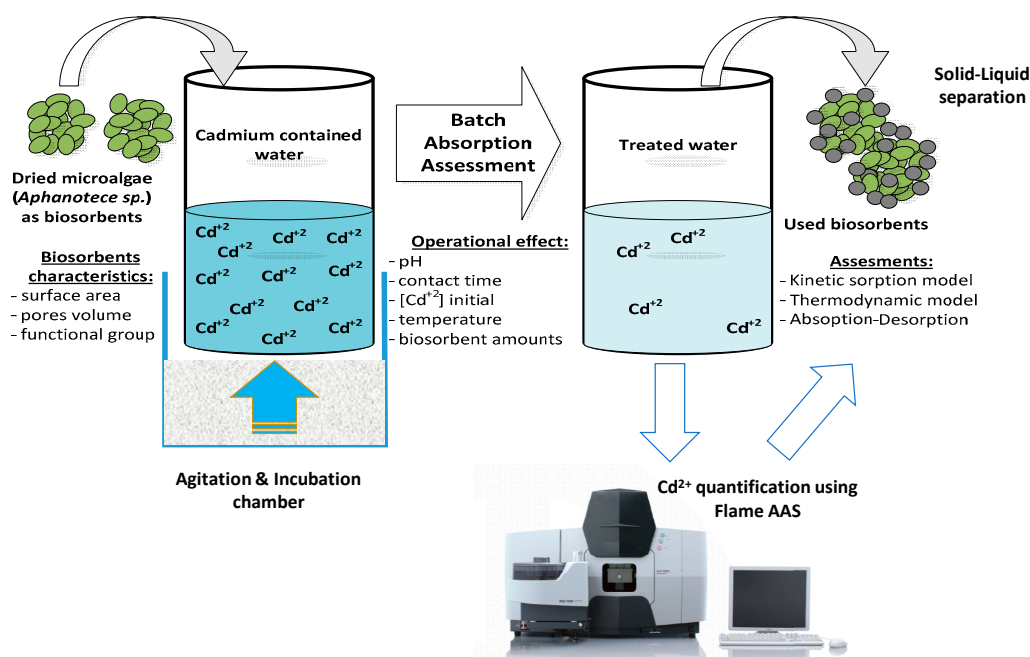 Solid-Liquid
separation
Cadmium contained
water
Batch
Absorption
Assessment
Treated water
Dried microalgae
(Aphanotece sp.)
as biosorbents
Used biosorbents
Biosorbents
characteristics:
- surface area
- pores volume
- functional group
Cd+2
Cd+2
Cd+2
Cd+2
Cd+2
Cd+2
Cd+2
Cd+2
Cd+2
Cd+2
Cd+2
Cd+2
Operational effect:
- pH
- contact time
- [Cd+2] initial
- temperature
- biosorbent amounts
Cd+2
Cd+2
Cd+2
Cd+2
Assesments:
- Kinetic sorption model
- Thermodynamic model
- Absoption-Desorption
Agitation & Incubation
chamber
Cd2+ quantification using
Flame AAS